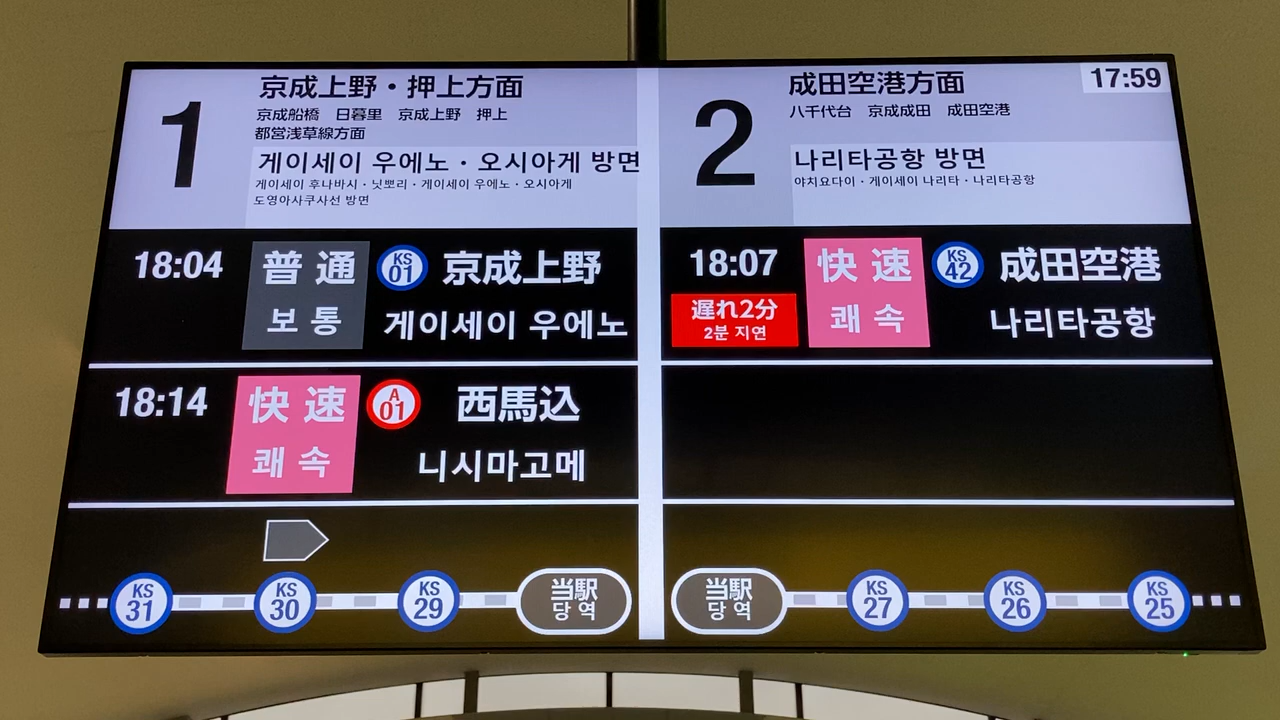 1
京成上野・押上方面
京成船橋 日暮里 京成上野 押上
都営浅草線方面
게이세이 우에노・오시아게 방면
게이세이 후나바시・닛뽀리・게이세이 우에노・오시아게
도영아사쿠사선 방면
2
成田空港方面
17:59
八千代台 京成成田 成田空港
나리타공항 방면
야치요다이・게이세이 나리타・나리타공항
18:04 普通 KS 01 京成上野
보통 게이세이 우에노
18:14 快速 A 01 西馬込
쾌속 니시마고메
18:07 快速 KS 42 成田空港
遅れ2分
2분 지연
쾌속 나리타공항
KS 31
KS 30
KS 29
当駅
당역
当駅
당역
KS 27
KS 26
KS 25